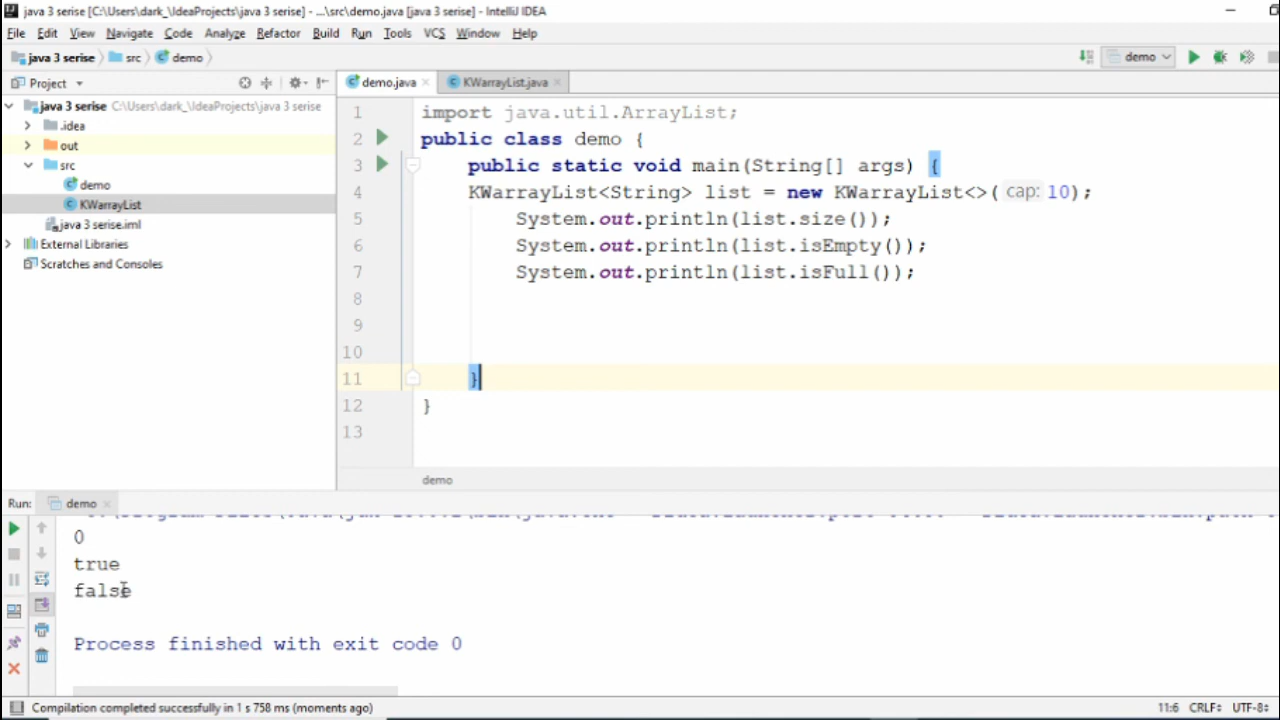 java 3 serise [C:\Users\dark_\IdeaProjects\java 3 serise] - ...\src\demo.java [java 3 serise] - IntelliJ IDEA
File Edit View Navigate Code Analyze Refactor Build Run Tools VCS Window Help
java 3 serise src demo
demo
Project
demo.java KWarrayList.java
java 3 serise C:\Users\dark_\IdeaProjects\java 3 serise
.idea
out
src
demo
KWarrayList
java 3 serise.iml
External Libraries
Scratches and Consoles
1 import java.util.ArrayList;
2 public class demo {
3 public static void main(String[] args) {
4 KWarrayList<String> list = new KWarrayList<>( cap: 10);
5 System.out.println(list.size());
6 System.out.println(list.isEmpty());
7 System.out.println(list.isFull());
8
9
10
11 }
12 }
13
demo
Run: demo
0
true
false
Process finished with exit code 0
Compilation completed successfully in 1 s 758 ms (moments ago)
11:6 CRLF UTF-8